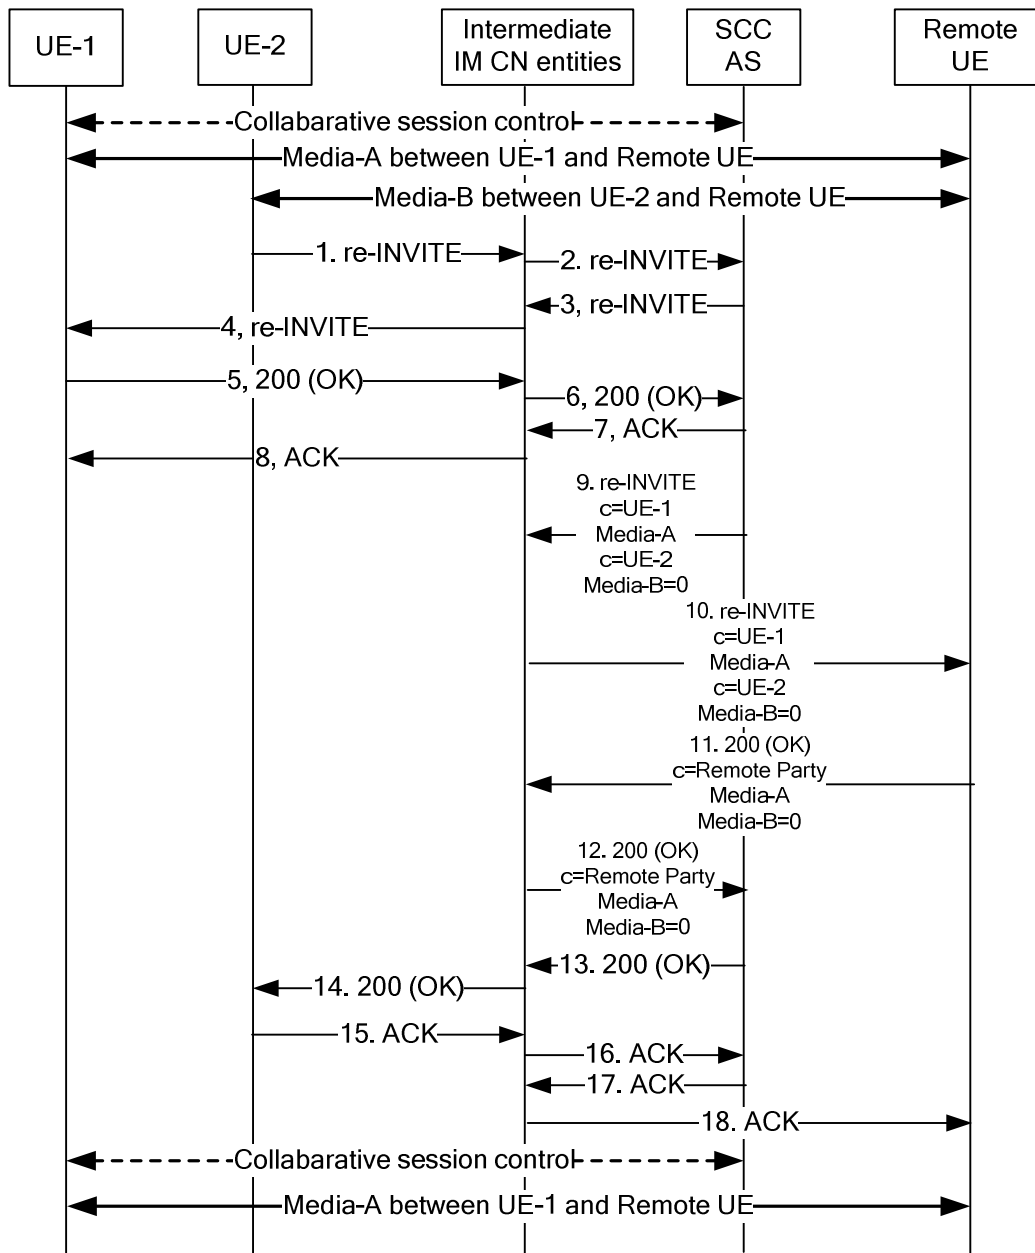 UE-1
UE-2
Intermediate
IM CN entities
SCC
AS
Remote
UE
Collabarative session control
Media-A between UE-1 and Remote UE
Media-B between UE-2 and Remote UE
1. re-INVITE
2. re-INVITE
3, re-INVITE
4, re-INVITE
5, 200 (OK)
6, 200 (OK)
7, ACK
8, ACK
9. re-INVITE
c=UE-1
Media-A
c=UE-2
Media-B=0
10. re-INVITE
c=UE-1
Media-A
c=UE-2
Media-B=0
11. 200 (OK)
c=Remote Party
Media-A
Media-B=0
12. 200 (OK)
c=Remote Party
Media-A
Media-B=0
13. 200 (OK)
14. 200 (OK)
15. ACK
16. ACK
17. ACK
18. ACK
Collabarative session control
Media-A between UE-1 and Remote UE